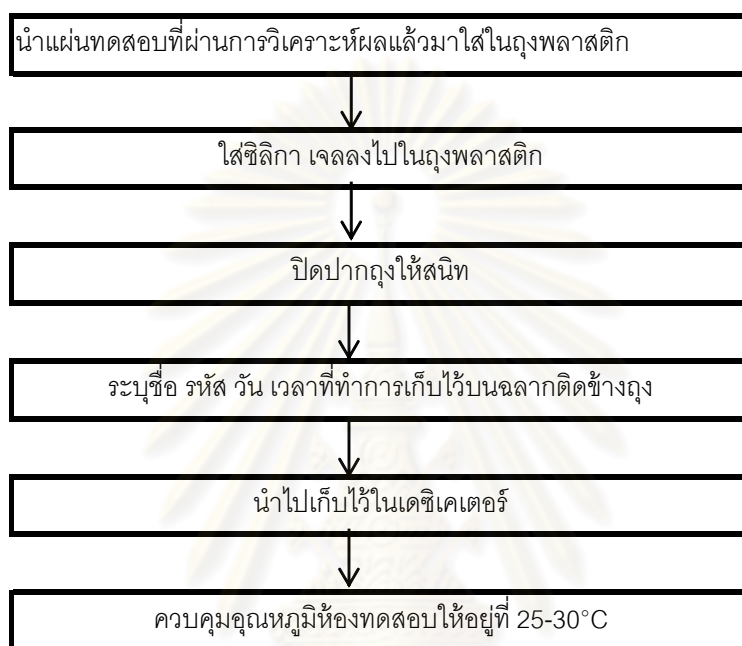 นำแผ่นทดสอบที่ผ่านการวิเคราะห์ผลแล้วมาใส่ในถุงพลาสติก
ใส่ซิลิกา เจลลงไปในถุงพลาสติก
ปิดปากถุงให้สนิท
ระบุชื่อ รหัส วัน เวลาที่ทำการเก็บไว้บนฉลากติดข้างถุง
นำไปเก็บไว้ในเดซิเคเตอร์
ควบคุมอุณหภูมิห้องทดสอบให้อยู่ที่ 25-30°C